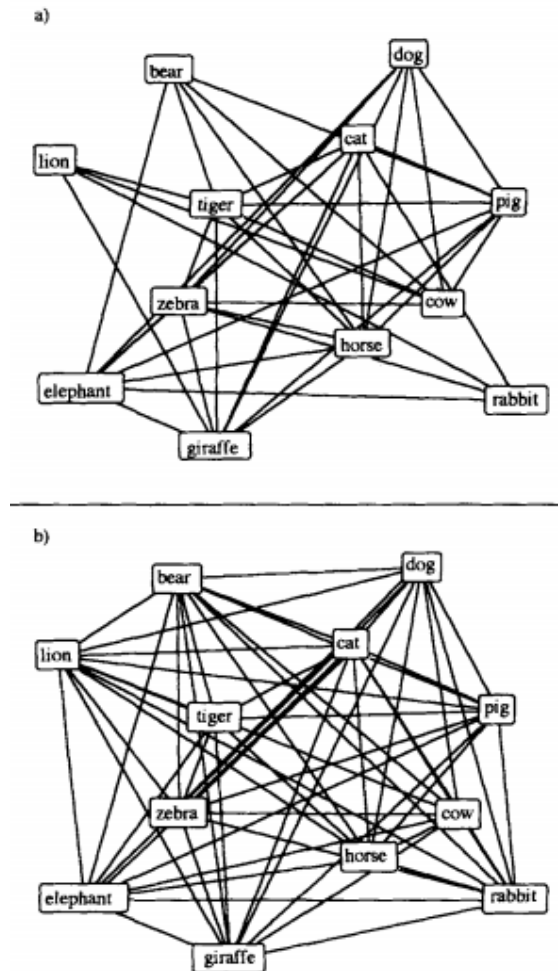 a)
dog
bear
cat
lion
tiger
pig
zebra
cow
horse
elephant
rabbit
giraffe
b)
dog
bear
cat
lion
tiger
pig
zebra
cow
horse
elephant
rabbit
giraffe